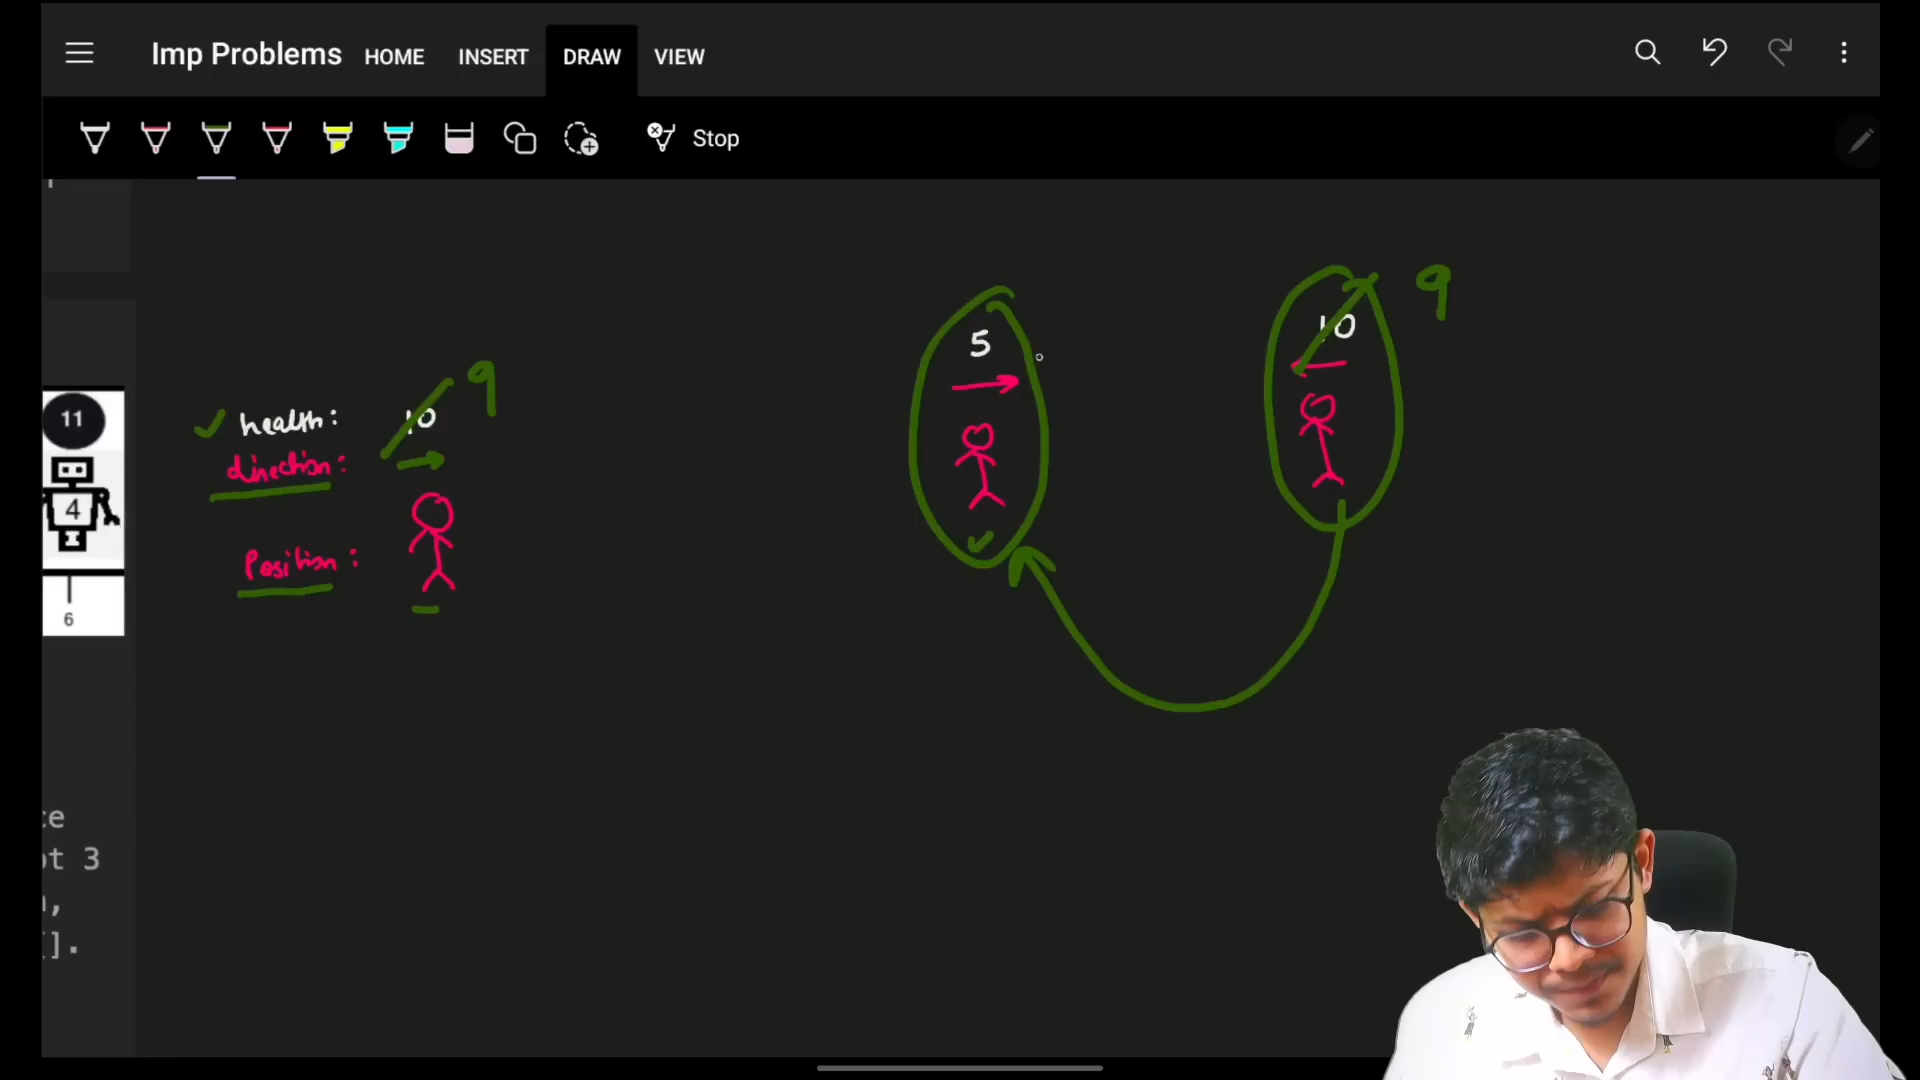 Imp Problems HOME INSERT DRAW VIEW
Stop
5
10 9
health: 10 9
direction:
Position:
11
4
6
ce
ot 3
,
[].